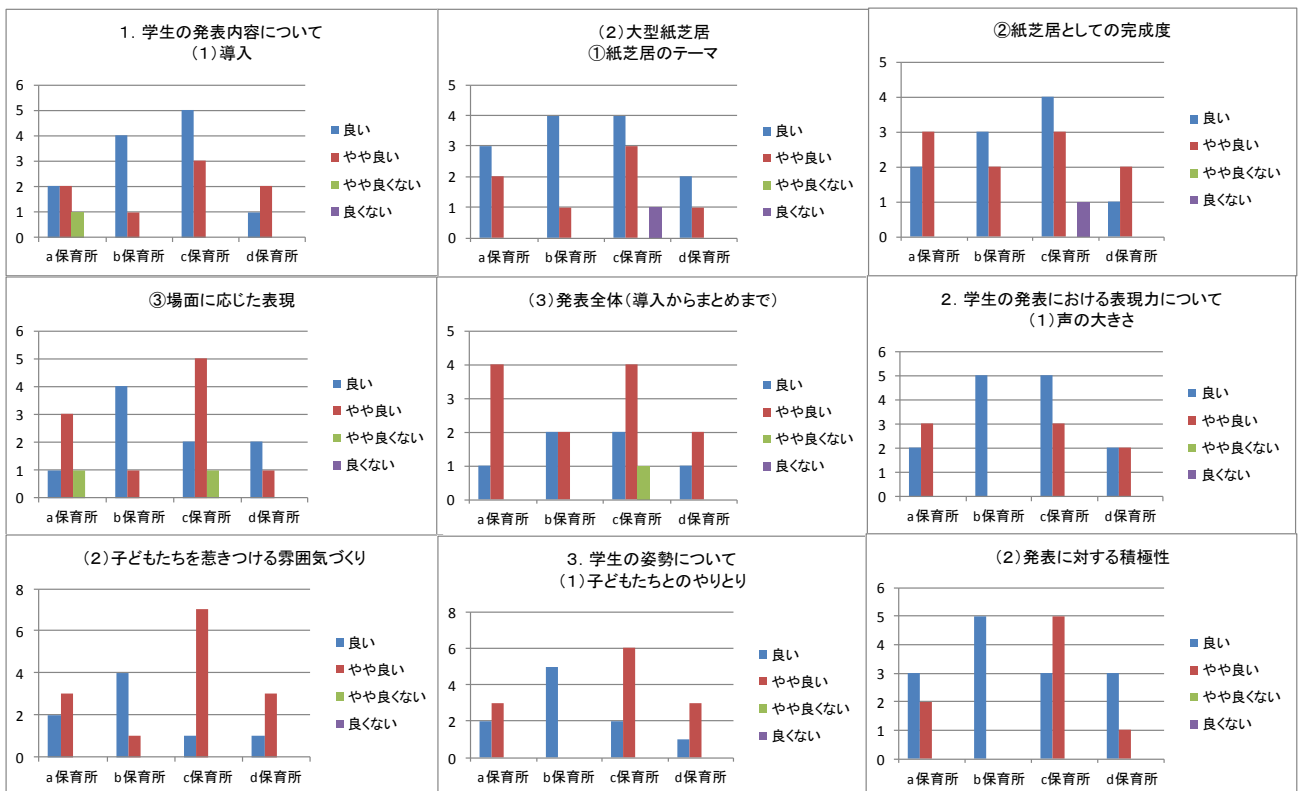 1．学生の発表内容について
（1）導入
6
5
4
3
2
1
0
a保育所 b保育所 c保育所 d保育所
良い
やや良い
やや良くない
良くない
（2）大型紙芝居
①紙芝居のテーマ
5
4
3
2
1
0
a保育所 b保育所 c保育所 d保育所
良い
やや良い
やや良くない
良くない
②紙芝居としての完成度
5
4
3
2
1
0
a保育所 b保育所 c保育所 d保育所
良い
やや良い
やや良くない
良くない
③場面に応じた表現
6
5
4
3
2
1
0
a保育所 b保育所 c保育所 d保育所
良い
やや良い
やや良くない
良くない
（3）発表全体（導入からまとめまで）
5
4
3
2
1
0
a保育所 b保育所 c保育所 d保育所
良い
やや良い
やや良くない
良くない
2．学生の発表における表現力について
（1）声の大きさ
6
5
4
3
2
1
0
a保育所 b保育所 c保育所 d保育所
良い
やや良い
やや良くない
良くない
（2）子どもたちを惹きつける雰囲気づくり
8
6
4
2
0
a保育所 b保育所 c保育所 d保育所
良い
やや良い
やや良くない
良くない
3．学生の姿勢について
（1）子どもたちとのやりとり
8
6
4
2
0
a保育所 b保育所 c保育所 d保育所
良い
やや良い
やや良くない
良くない
（2）発表に対する積極性
6
5
4
3
2
1
0
a保育所 b保育所 c保育所 d保育所
良い
やや良い
やや良くない
良くない